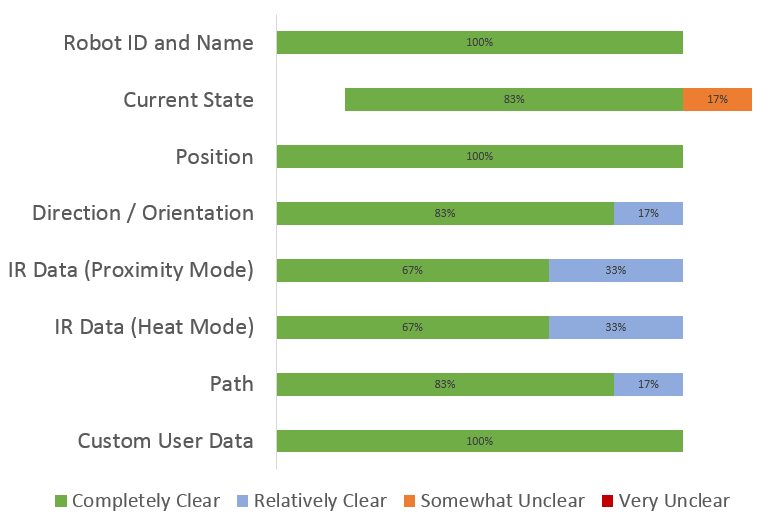 Robot ID and Name
100%
Current State
83% 17%
Position
100%
Direction / Orientation
83% 17%
IR Data (Proximity Mode)
67% 33%
IR Data (Heat Mode)
67% 33%
Path
83% 17%
Custom User Data
100%
Completely Clear Relatively Clear Somewhat Unclear Very Unclear